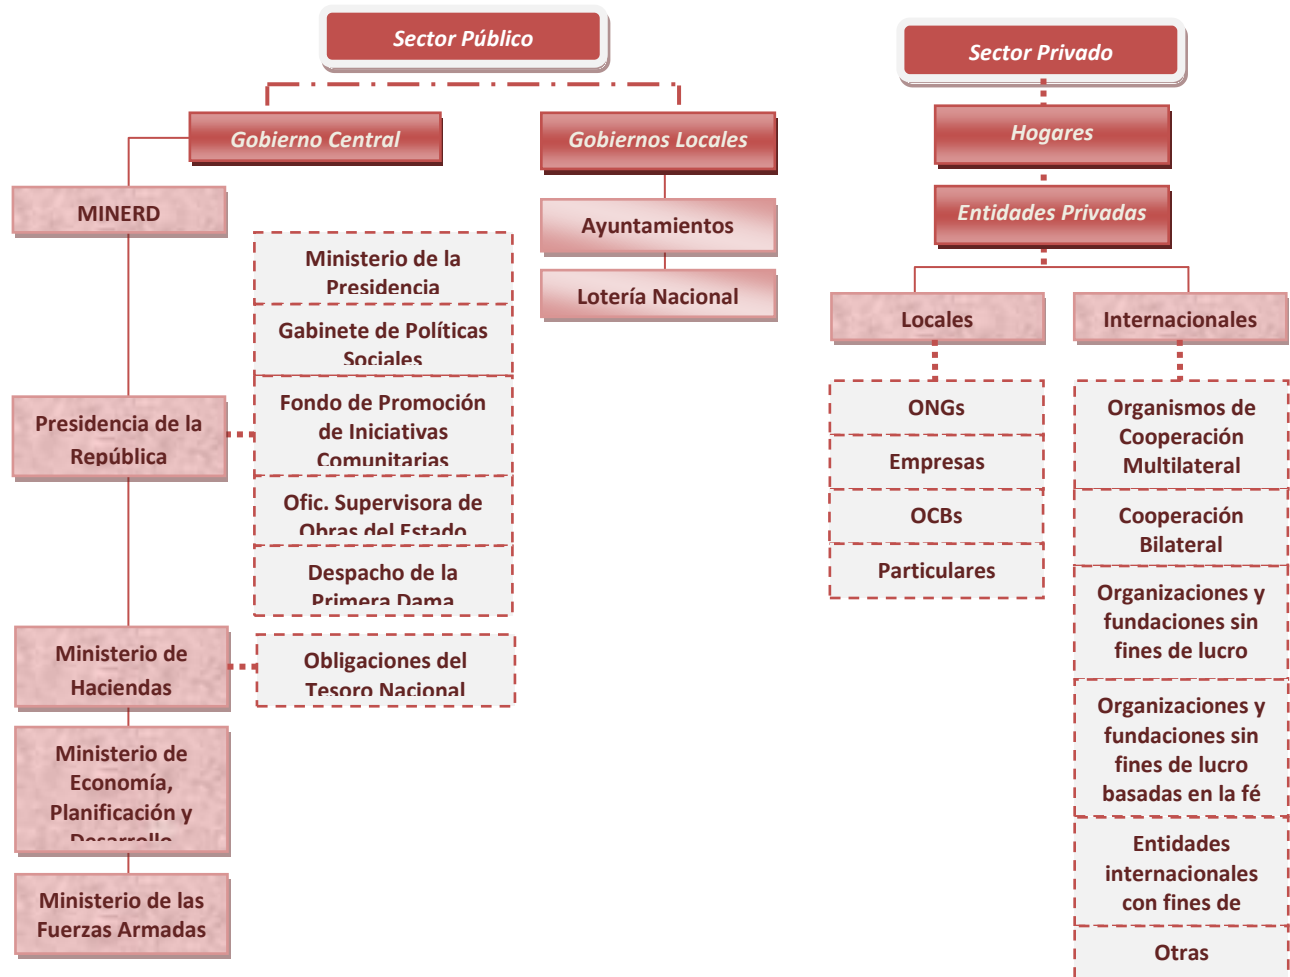 Sector Público
Gobierno Central
Gobiernos Locales
MINERD
Ayuntamientos
Lotería Nacional
Ministerio de la
Presidencia
Gabinete de Políticas
Sociales
Fondo de Promoción
de Iniciativas
Comunitarias
Ofic. Supervisora de
Obras del Estado
Despacho de la
Primera Dama
Presidencia de la
República
Ministerio de
Haciendas
Obligaciones del
Tesoro Nacional
Ministerio de
Economía,
Planificación y
Desarrollo
Ministerio de las
Fuerzas Armadas
Sector Privado
Hogares
Entidades Privadas
Locales
ONGs
Empresas
OCBs
Particulares
Internacionales
Organismos de
Cooperación
Multilateral
Cooperación
Bilateral
Organizaciones y
fundaciones sin
fines de lucro
Organizaciones y
fundaciones sin
fines de lucro
basadas en la fé
Entidades
internacionales
con fines de
Otras